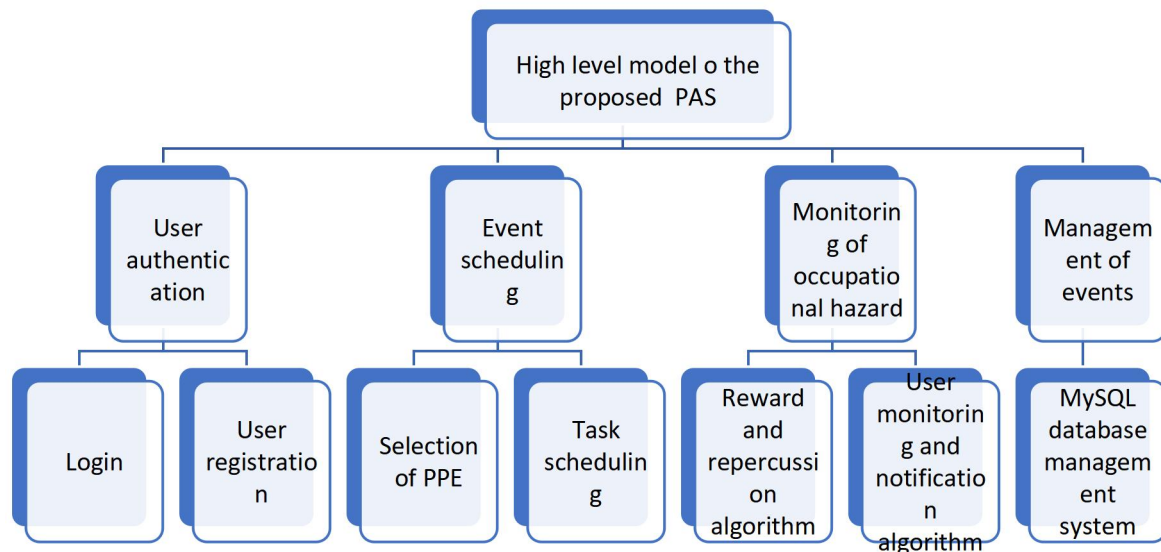 High level model o the
proposed PAS
User
authentic
ation
Event
schedulin
g
Monitorin
g of
occupatio
nal hazard
Managem
ent of
events
Login
User
registratio
n
Selection
of PPE
Task
schedulin
g
Reward
and
repercussi
on
algorithm
User
monitorin
g and
notificatio
n
algorithm
MySQL
database
managem
ent
system